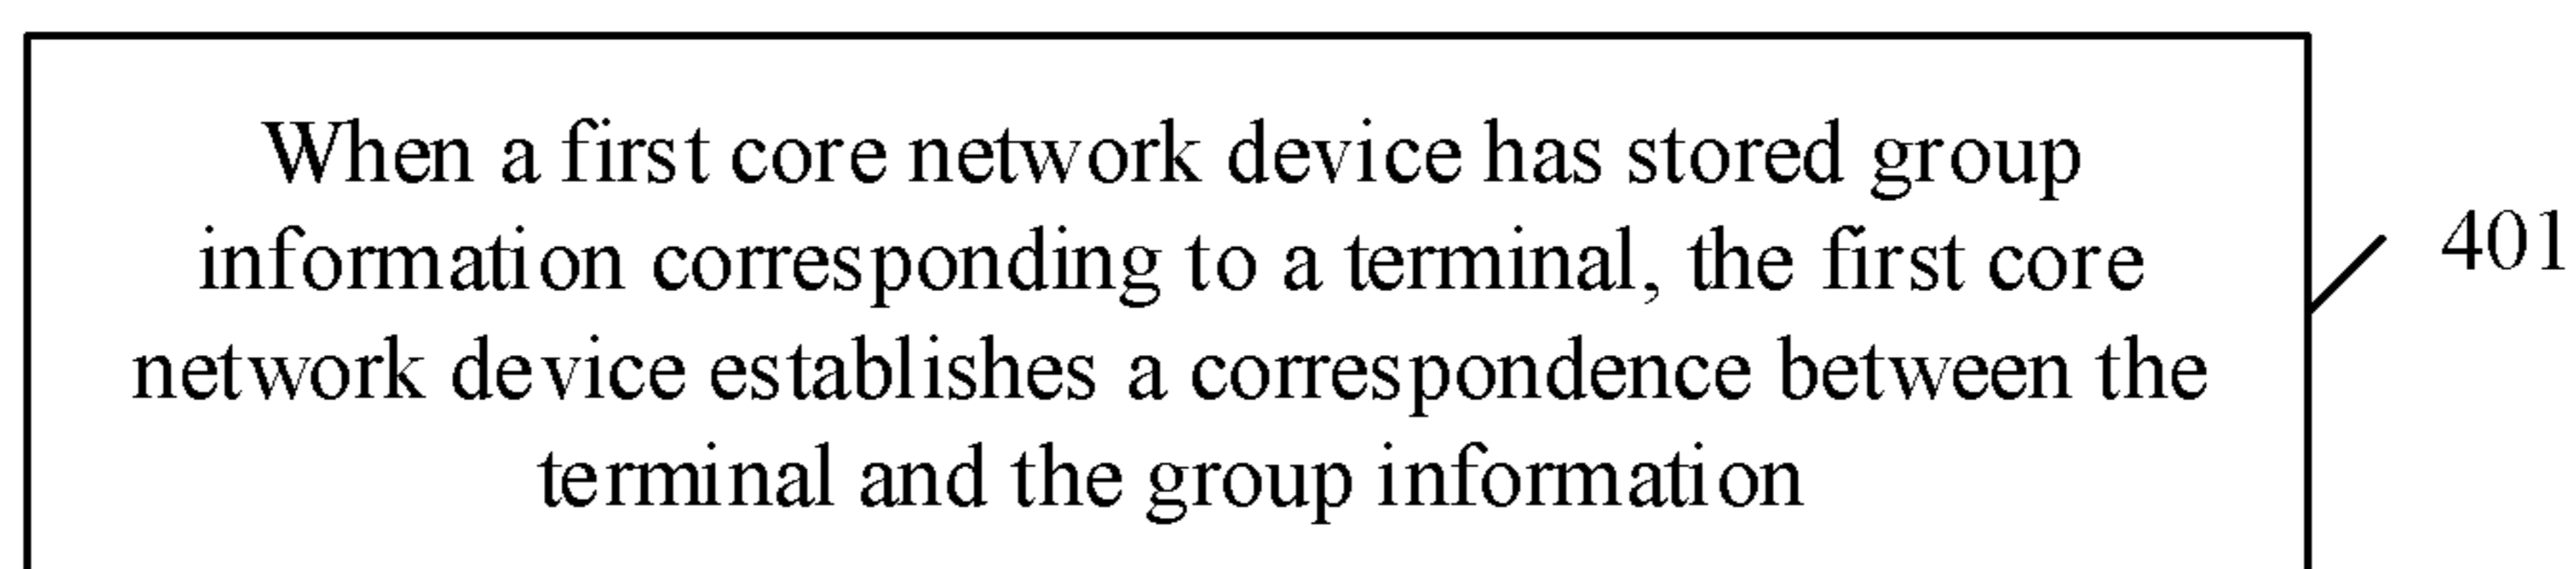 When a first core network device has stored group
information corresponding to a terminal, the first core
network device establishes a correspondence between the
terminal and the group information
401